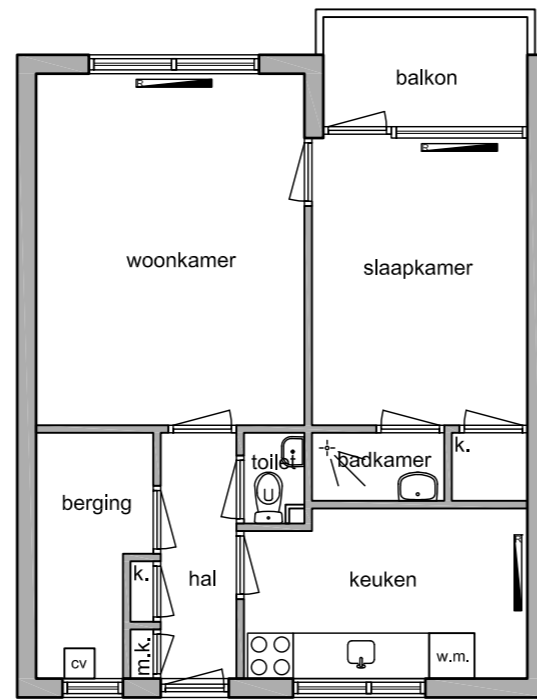 balkon
woonkamer
slaapkamer
toilet
badkamer
k.
berging
k.
hal
keuken
m.k.
cv
w.m.